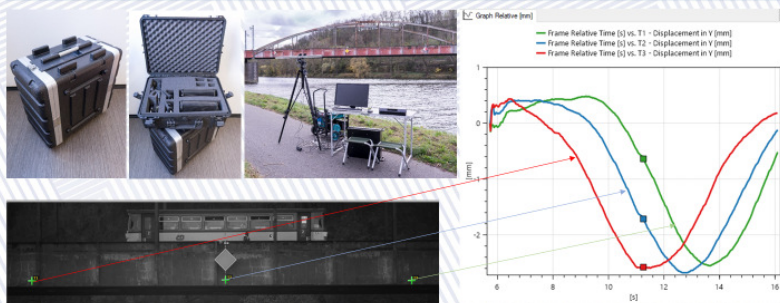 Graph Relative [mm]
Frame Relative Time [s] vs. T1 - Displacement in Y [mm]
Frame Relative Time [s] vs. T2 - Displacement in Y [mm]
Frame Relative Time [s] vs. T3 - Displacement in Y [mm]
1
0
-1
-2
[mm]
6
8
10
12
14
16
[s]